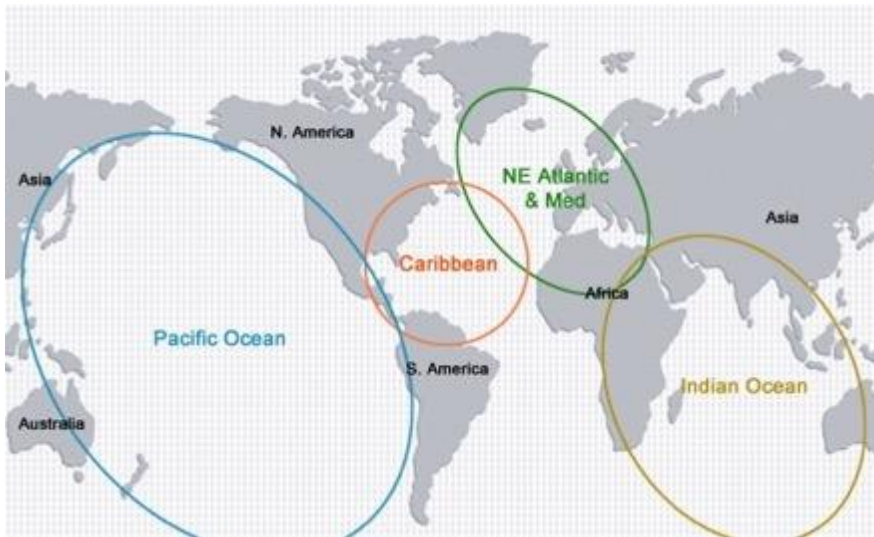 N. America
Asia
NE Atlantic
& Med
Asia
Caribbean
Africa
Pacific Ocean
S. America
Indian Ocean
Australia